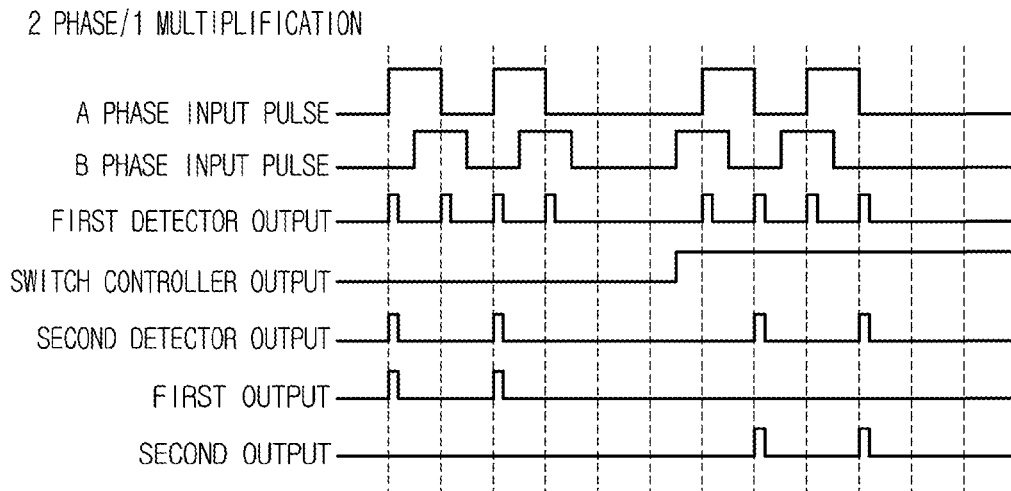 2 PHASE/1 MULTIPLIFICATION
A PHASE INPUT PULSE
B PHASE INPUT PULSE
FIRST DETECTOR OUTPUT
SWITCH CONTROLLER OUTPUT
SECOND DETECTOR OUTPUT
FIRST OUTPUT
SECOND OUTPUT